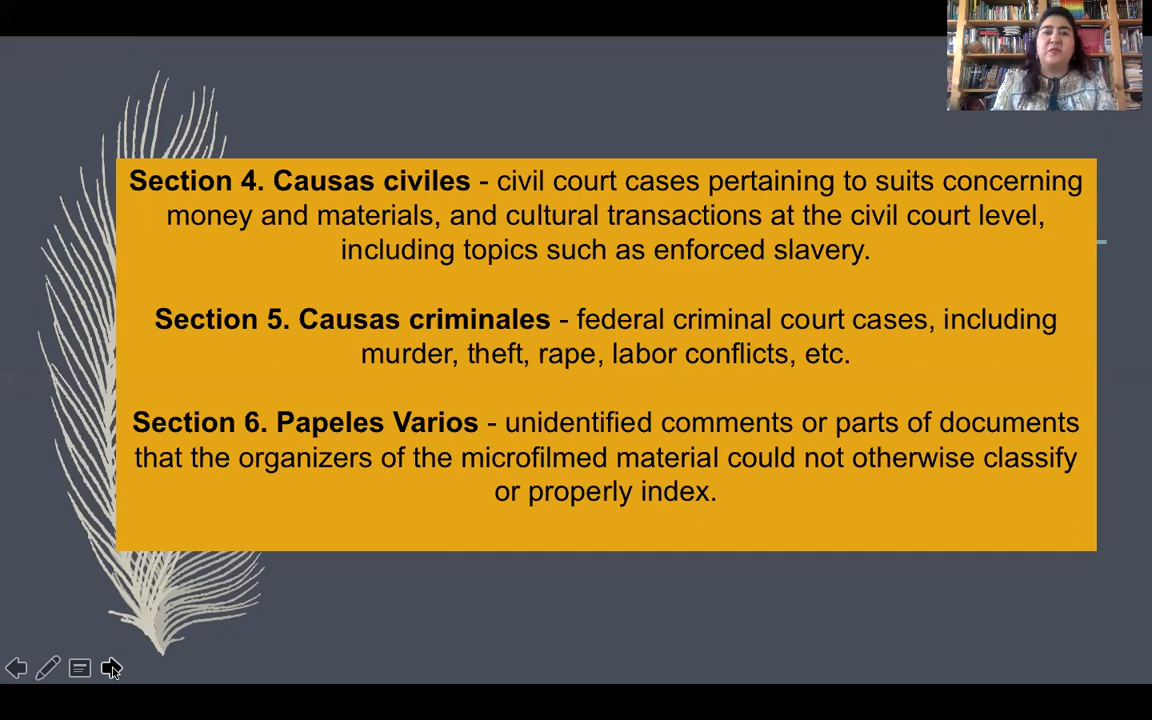 Section 4. Causas civiles - civil court cases pertaining to suits concerning
money and materials, and cultural transactions at the civil court level,
including topics such as enforced slavery.
Section 5. Causas criminales - federal criminal court cases, including
murder, theft, rape, labor conflicts, etc.
Section 6. Papeles Varios - unidentified comments or parts of documents
that the organizers of the microfilmed material could not otherwise classify
or properly index.